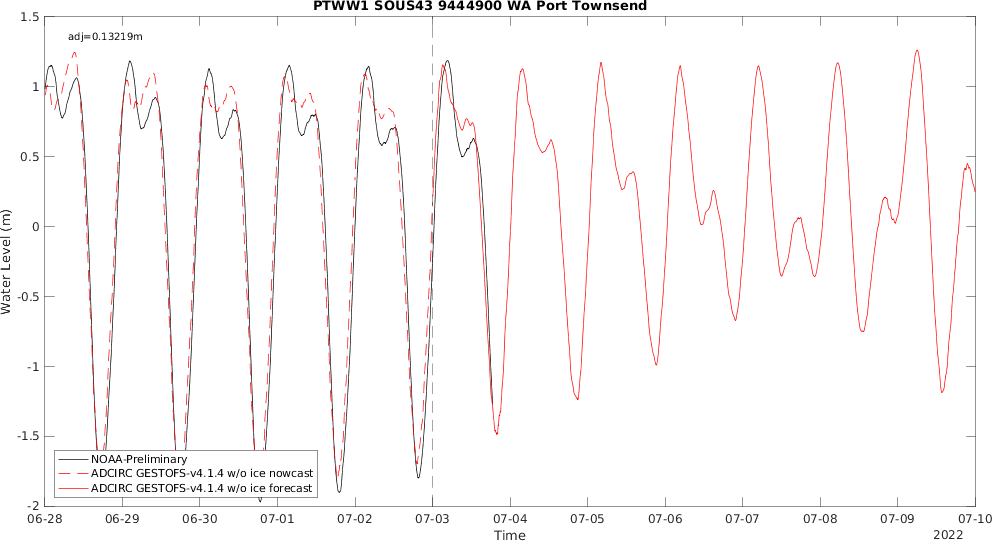 PTWW1 SOUS43 9444900 WA Port Townsend
adj=0.13219m
1.5
1
0.5
0
-0.5
-1
-1.5
-2
Water Level (m)
NOAA-Preliminary
ADCIRC GESTOFS-v4.1.4 w/o ice nowcast
ADCIRC GESTOFS-v4.1.4 w/o ice forecast
06-28 06-29 06-30 07-01 07-02 07-03 07-04 07-05 07-06 07-07 07-08 07-09 07-10
Time
2022